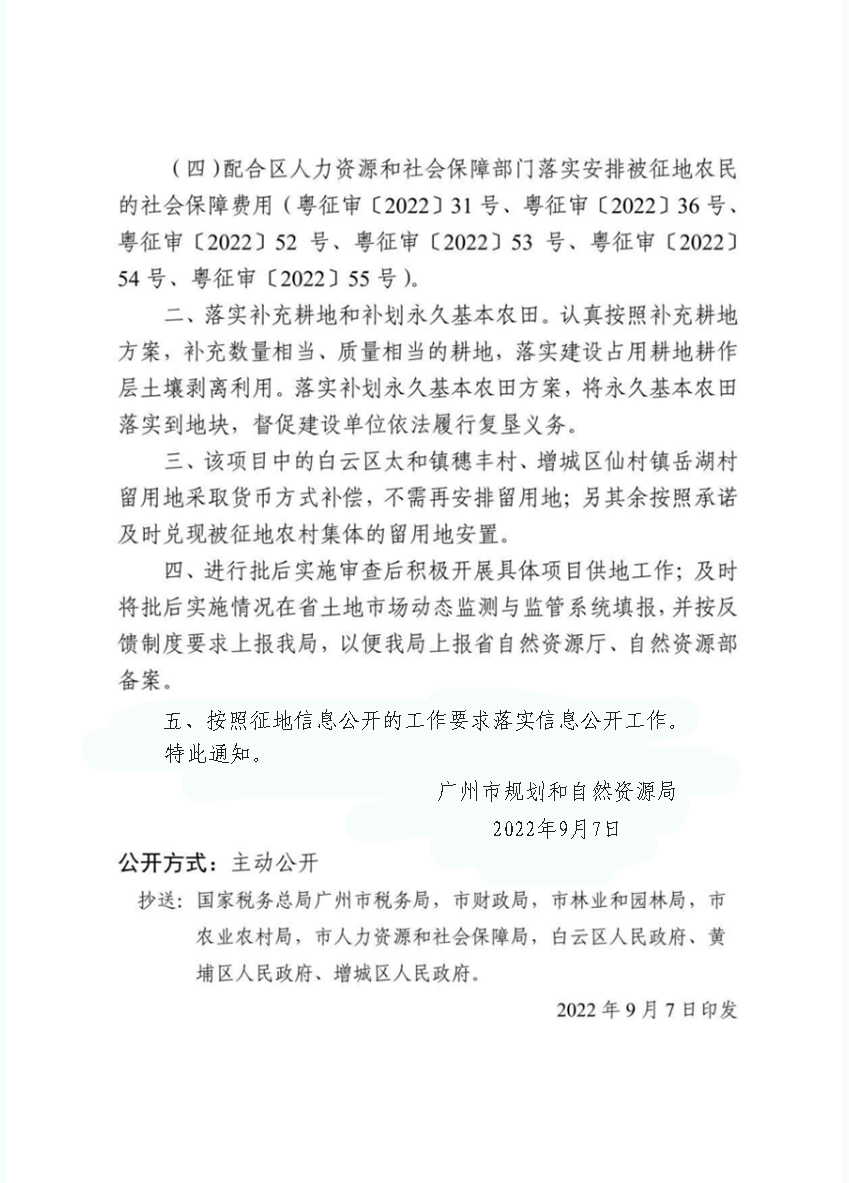 （四）配合区人力资源和社会保障部门落实安排被征地农民
的社会保障费用（粤征审〔2022〕31 号、粤征审〔2022〕36 号、
粤征审〔2022〕52 号、粤征审〔2022〕53 号、粤征审〔2022〕
54 号、粤征审〔2022〕55 号）。
二、落实补充耕地和补划永久基本农田。认真按照补充耕地
方案，补充数量相当、质量相当的耕地，落实建设占用耕地耕作
层土壤剥离利用。落实补划永久基本农田方案，将永久基本农田
落实到地块，督促建设单位依法履行复垦义务。
三、该项目中的白云区太和镇穗丰村、增城区仙村镇岳湖村
留用地采取货币方式补偿，不需再安排留用地；另其余按照承诺
及时兑现被征地农村集体的留用地安置。
四、进行批后实施审查后积极开展具体项目供地工作；及时
将批后实施情况在省土地市场动态监测与监管系统填报，并按反
馈制度要求上报我局，以便我局上报省自然资源厅、自然资源部
备案。
五、按照征地信息公开的工作要求落实信息公开工作。
特此通知。
广州市规划和自然资源局
2022年9月7日
公开方式：主动公开
抄送：国家税务总局广州市税务局，市财政局，市林业和园林局，市
农业农村局，市人力资源和社会保障局，白云区人民政府、黄
埔区人民政府、增城区人民政府。
2022 年 9 月 7 日印发